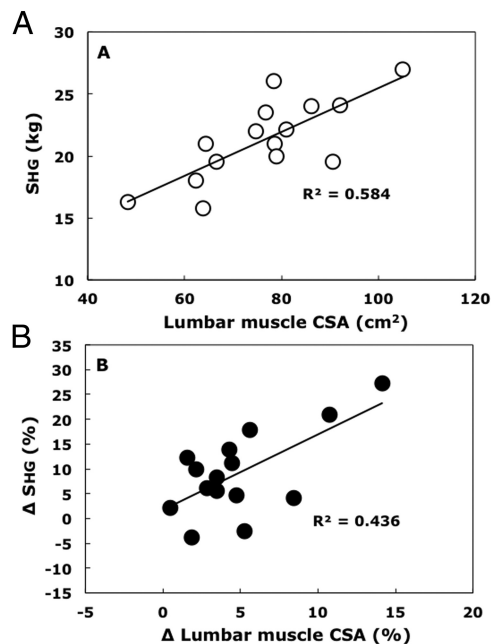 A
30
A
25
20
15
10
SHG (kg)
R² = 0.584
40 60 80 100 120
Lumbar muscle CSA (cm²)
B
35
B
30
25
20
15
10
5
0
-5
-10
-15
Δ SHG (%)
R² = 0.436
-5 0 5 10 15 20
Δ Lumbar muscle CSA (%)